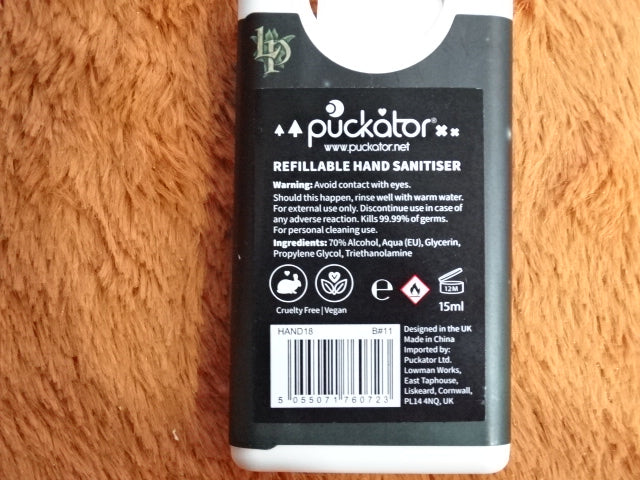 LP
puckator®
www.puckator.net
REFILLABLE HAND SANITISER
Warning: Avoid contact with eyes.
Should this happen, rinse well with warm water.
For external use only. Discontinue use in case of
any adverse reaction. Kills 99.99% of germs.
For personal cleaning use.
Ingredients: 70% Alcohol, Aqua (EU), Glycerin,
Propylene Glycol, Triethanolamine
e
12M
Cruelty Free | Vegan
15ml
HAND18 B#11
5 055071 760723
Designed in the UK
Made in China
Imported by:
Puckator Ltd.
Lowman Works,
East Taphouse,
Liskeard, Cornwall,
PL14 4NQ, UK